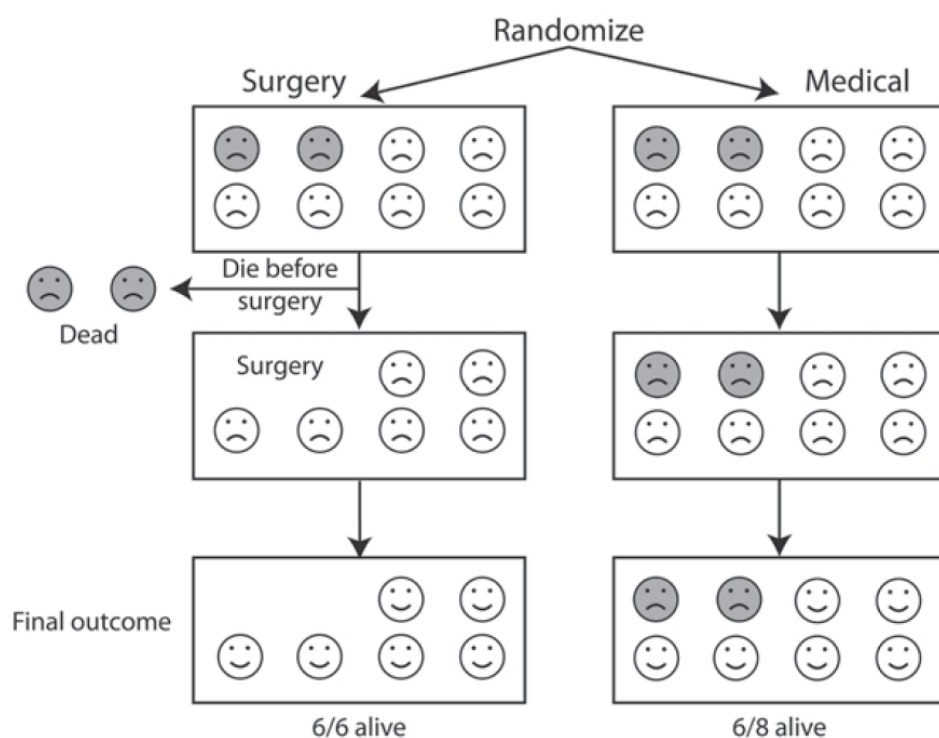 Randomize
Surgery
Medical
Die before
surgery
Dead
Surgery
Final outcome
6/6 alive
6/8 alive